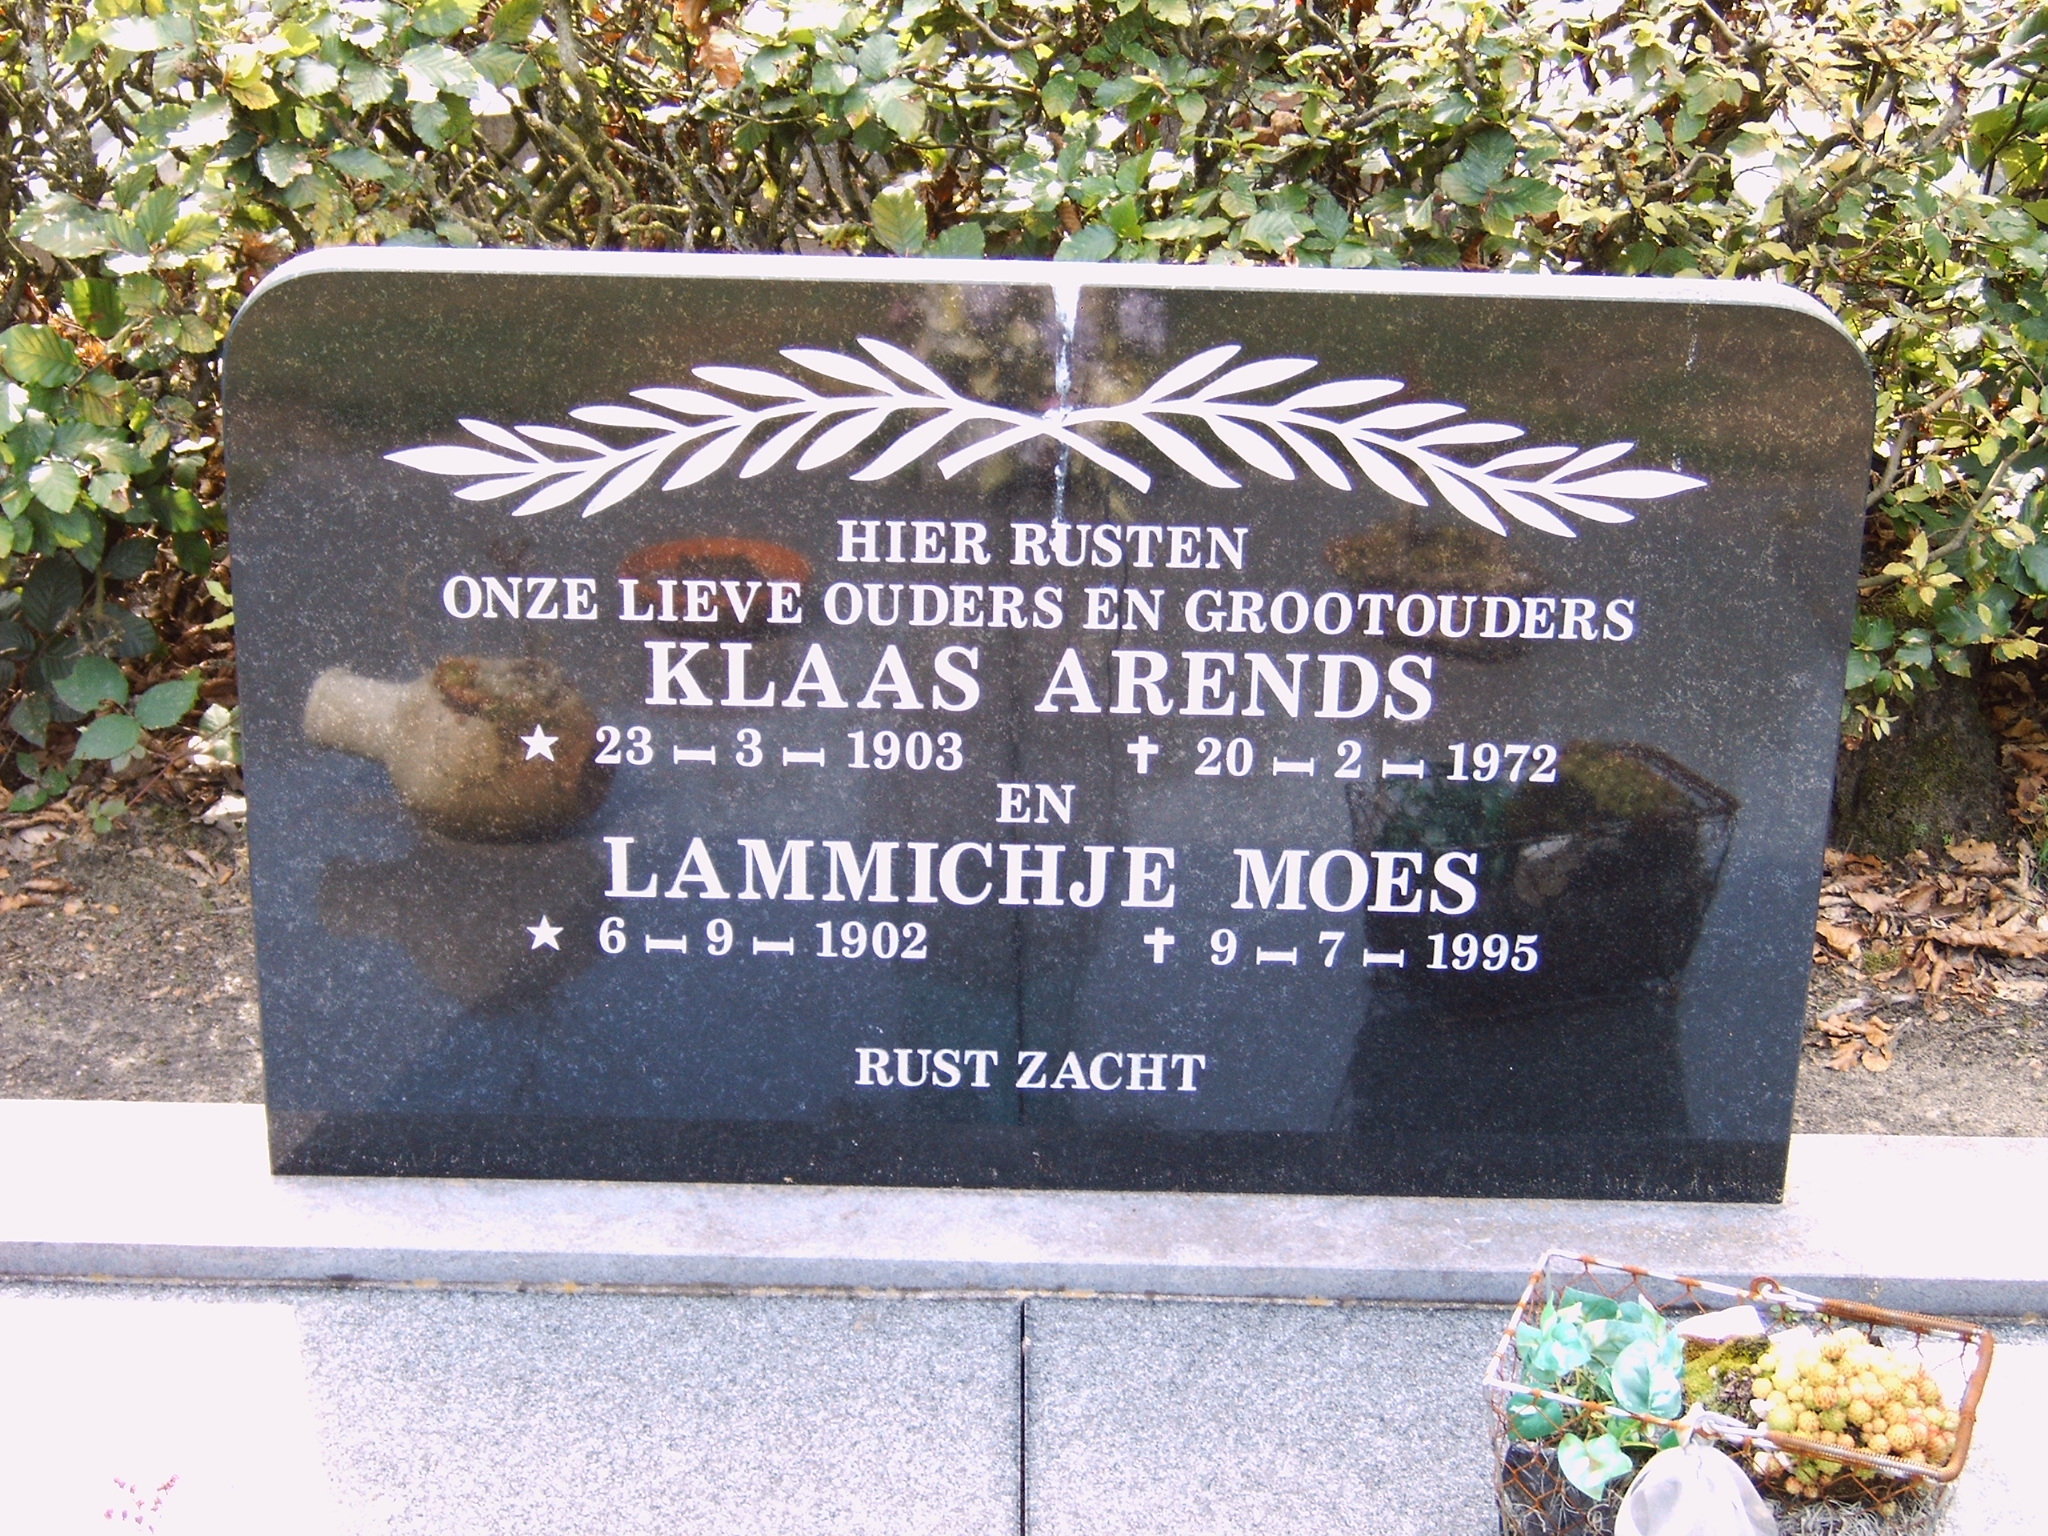 HIER RUSTEN
ONZE LIEVE OUDERS EN GROOTOUDERS
KLAAS ARENDS
★ 23 – 3 – 1903 ✝ 20 – 2 – 1972
EN
LAMMICHJE MOES
★ 6 – 9 – 1902 ✝ 9 – 7 – 1995
RUST ZACHT